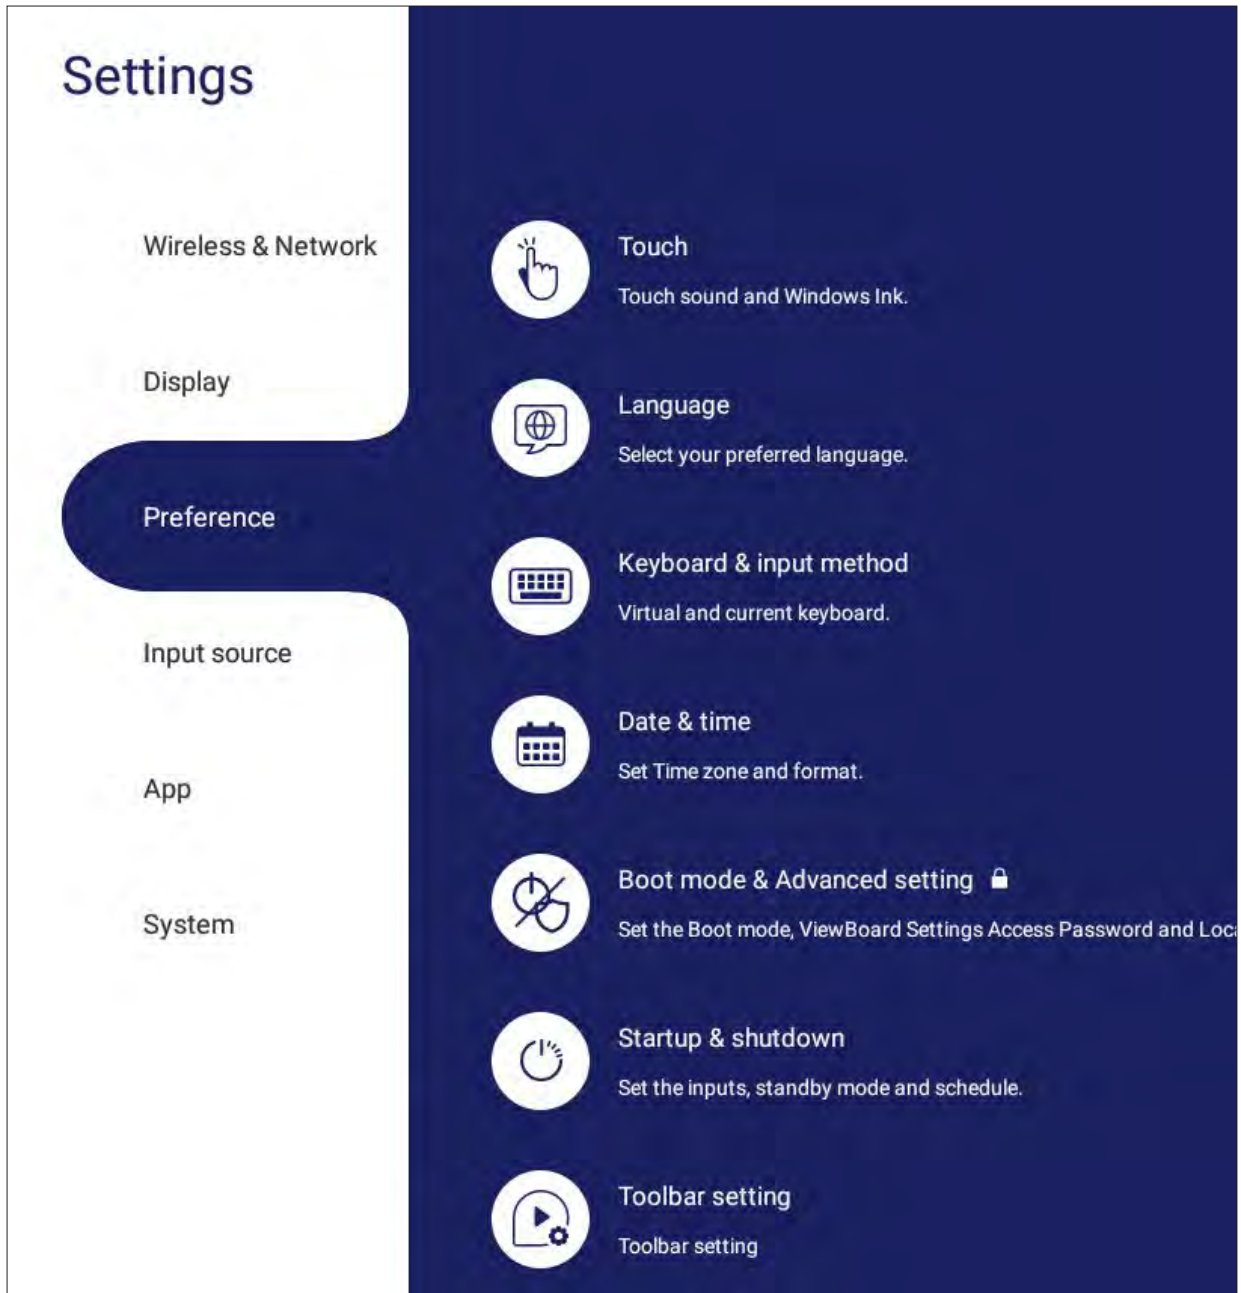 Settings
Wireless & Network
Display
Preference
Input source
App
System
Touch
Touch sound and Windows Ink.
Language
Select your preferred language.
Keyboard & input method
Virtual and current keyboard.
Date & time
Set Time zone and format.
Boot mode & Advanced setting
Set the Boot mode, ViewBoard Settings Access Password and
Startup & shutdown
Set the inputs, standby mode and schedule.
Toolbar setting
Toolbar setting